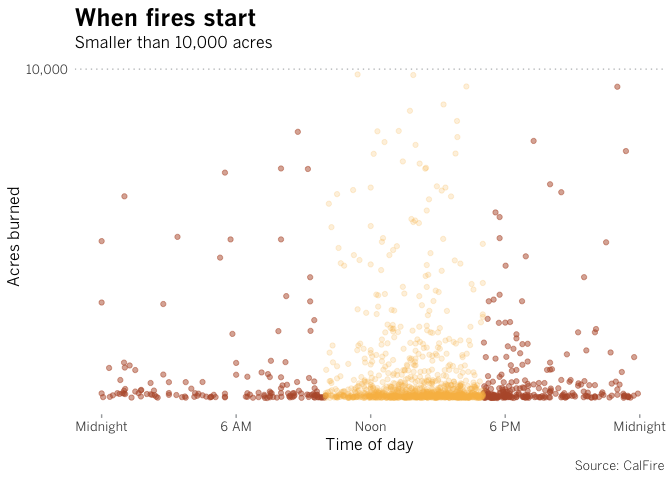 When fires start
Smaller than 10,000 acres
10,000
Acres burned
Midnight 6 AM Noon 6 PM Midnight
Time of day
Source: CalFire